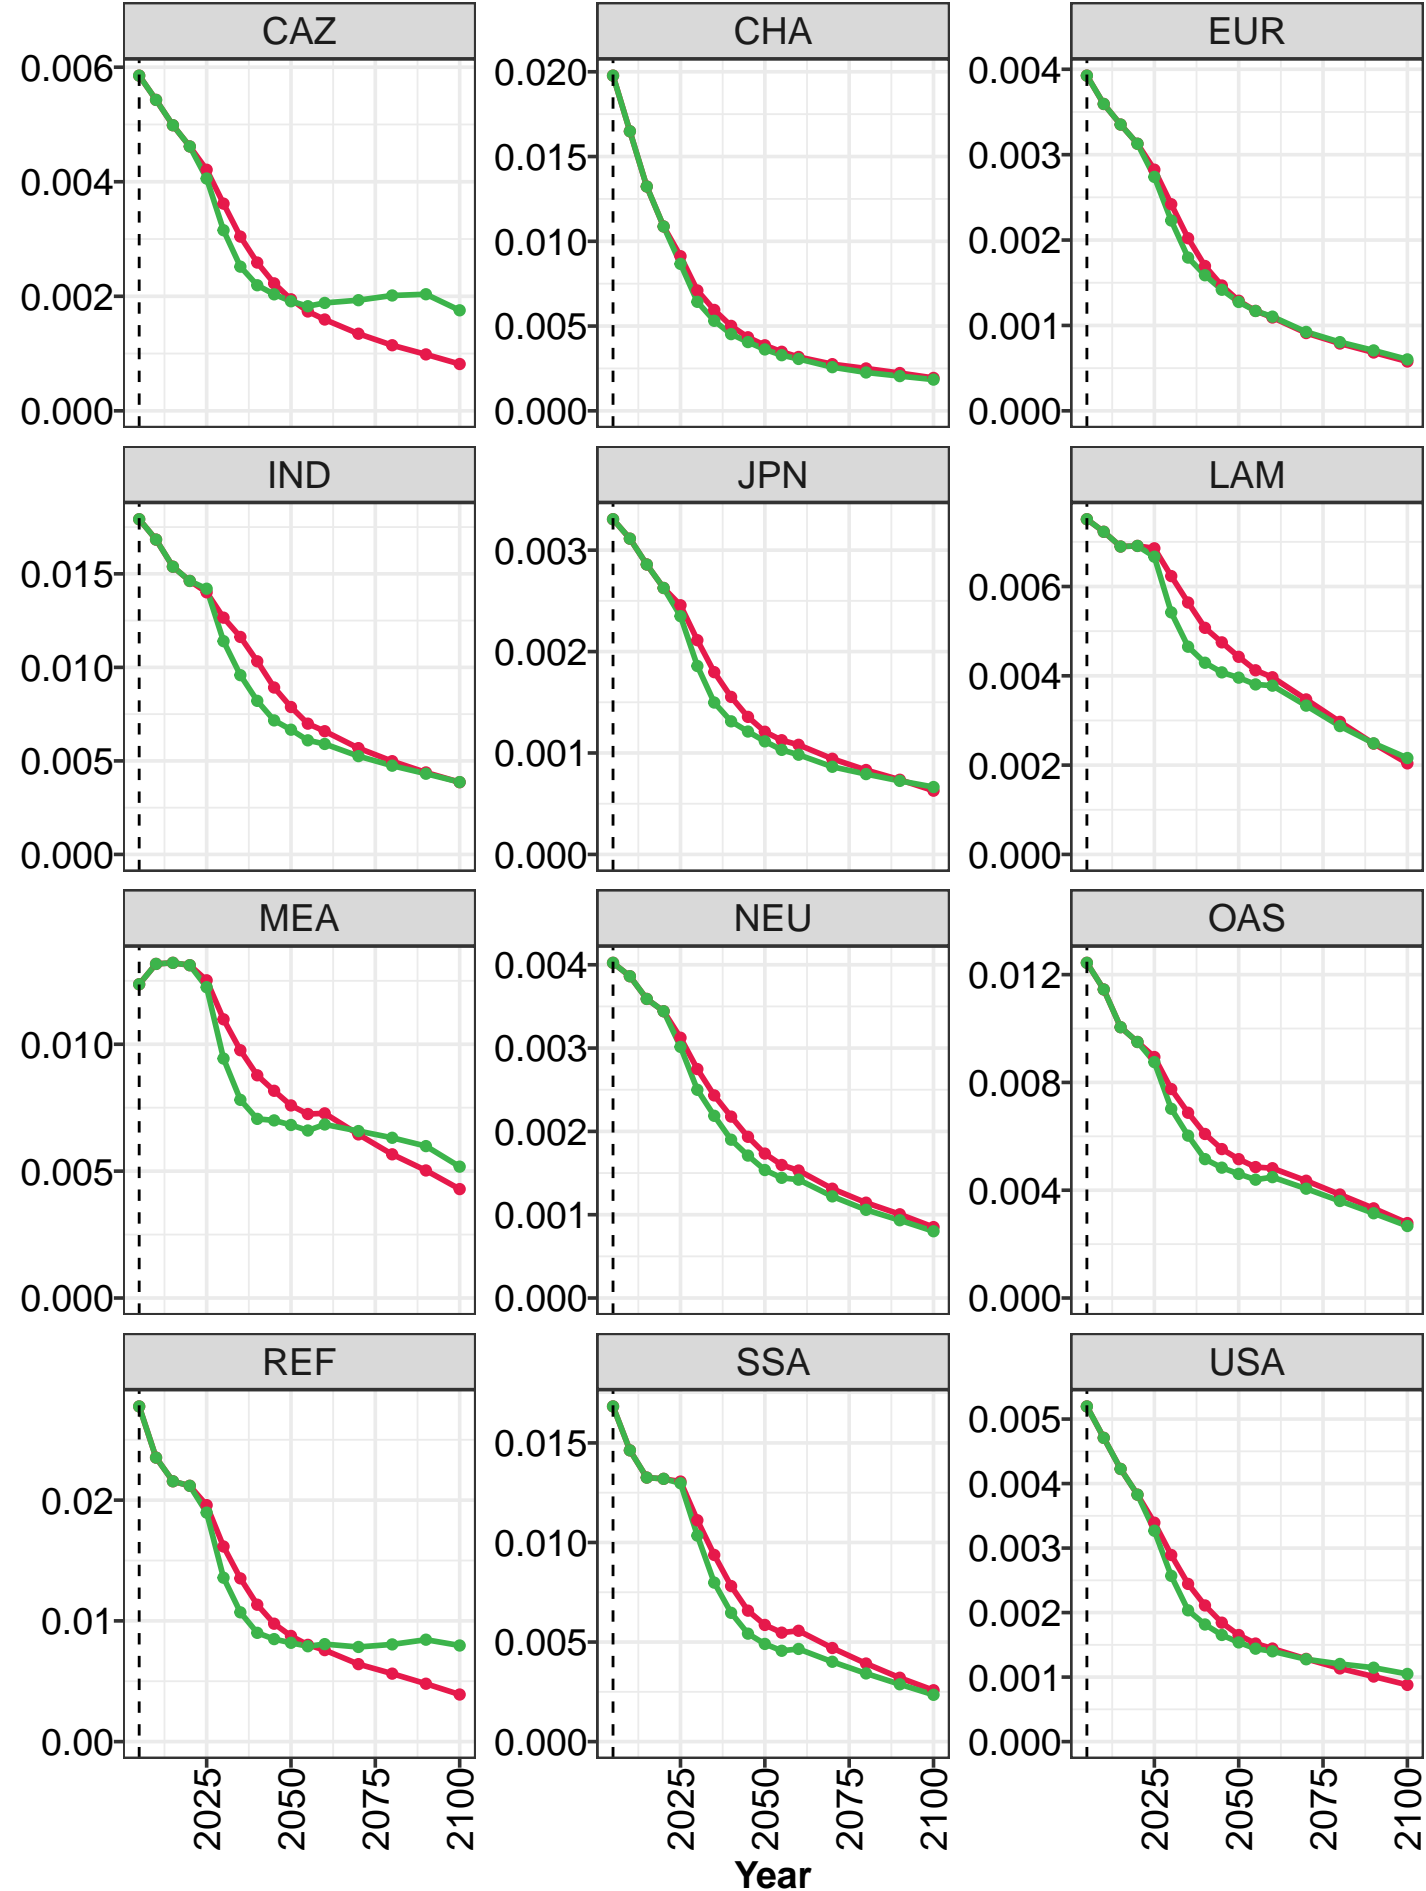 CAZ CHA EUR
0.006 0.020 0.004
0.004 0.015 0.003
0.002 0.010 0.002
0.000 0.005 0.001
0.000 0.000
IND JPN LAM
0.015 0.003 0.006
0.010 0.002 0.004
0.005 0.001 0.002
0.000 0.000 0.000
MEA NEU OAS
0.010 0.004 0.012
0.005 0.003 0.008
0.000 0.002 0.004
0.001 0.000
0.000
REF SSA USA
0.02 0.015 0.005
0.01 0.010 0.004
0.00 0.005 0.003
0.000 0.002
0.001
0.000
2025 2050 2075 2100 2025 2050 2075 2100 2025 2050 2075 2100
Year